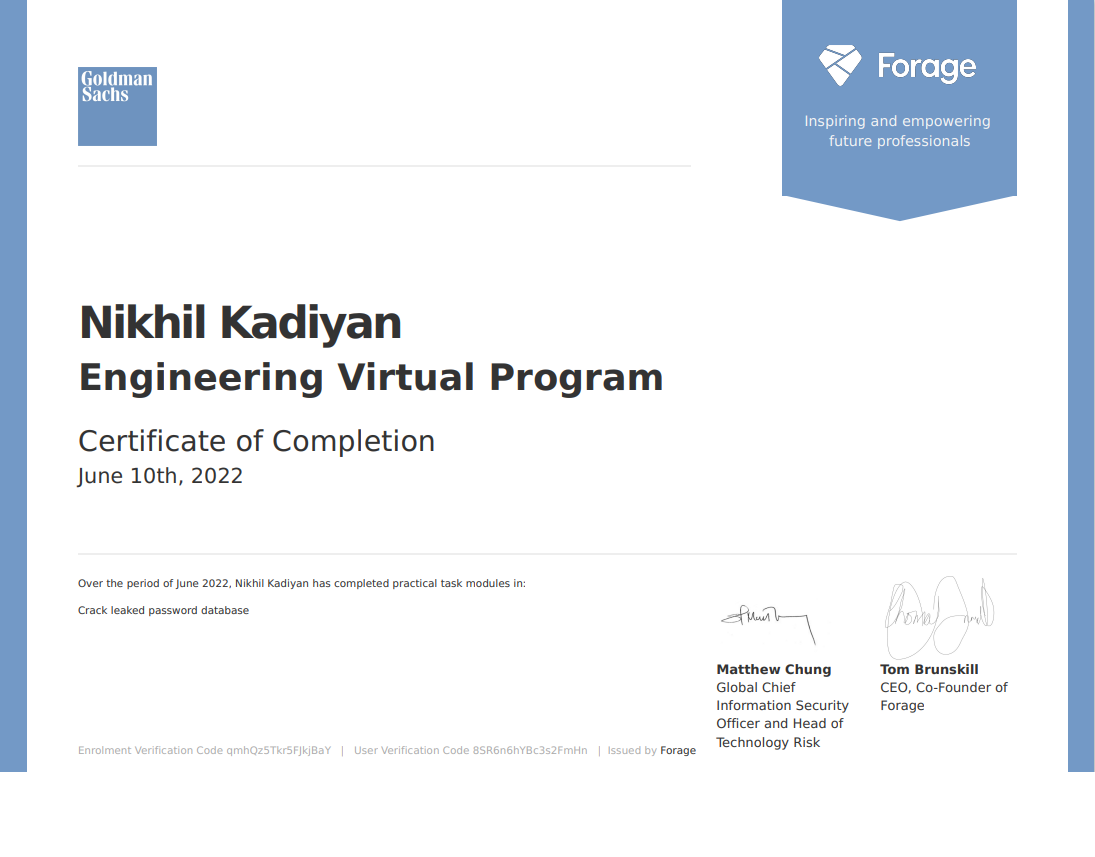 Goldman
Sachs
Forage
Inspiring and empowering
future professionals
Nikhil Kadiyan
Engineering Virtual Program
Certificate of Completion
June 10th, 2022
Over the period of June 2022, Nikhil Kadiyan has completed practical task modules in:
Crack leaked password database
Matthew Chung
Global Chief
Information Security
Officer and Head of
Technology Risk
Tom Brunskill
CEO, Co-Founder of
Forage
Enrolment Verification Code qmhQz5Tkr5FJkjBaY | User Verification Code 8SR6n6hYBc3s2FmHn | Issued by Forage